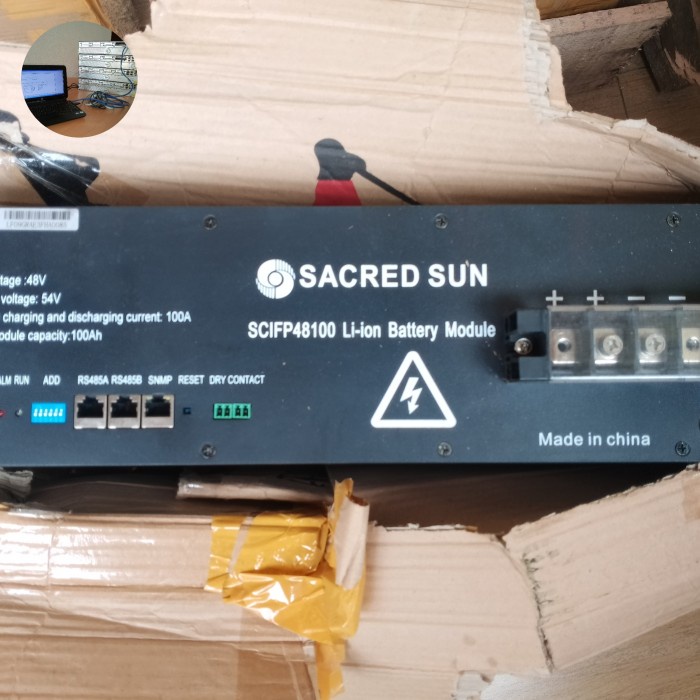 tage :48V
voltage: 54V
charging and discharging current: 100A
odule capacity:100Ah
SACRED SUN
SCIFP48100 Li-ion Battery Module
ALM RUN ADD RS485A RS485B SNMP RESET DRY CONTACT
+ + − −
Made in china